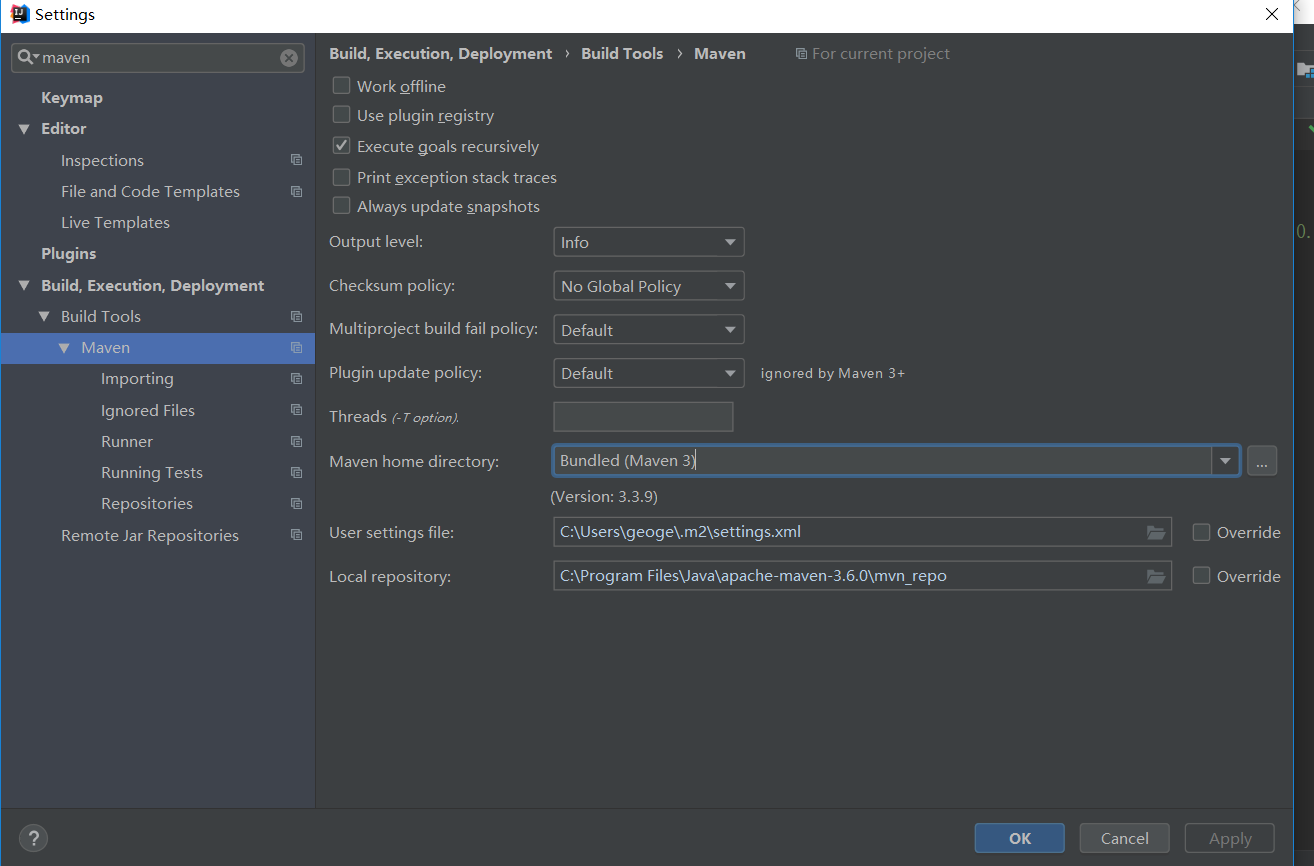 Settings
maven
Keymap
Editor
Inspections
File and Code Templates
Live Templates
Plugins
Build, Execution, Deployment
Build Tools
Maven
Importing
Ignored Files
Runner
Running Tests
Repositories
Remote Jar Repositories
Build, Execution, Deployment › Build Tools › Maven For current project
Work offline
Use plugin registry
Execute goals recursively
Print exception stack traces
Always update snapshots
Output level: Info
Checksum policy: No Global Policy
Multiproject build fail policy: Default
Plugin update policy: Default ignored by Maven 3+
Threads (-T option).
Maven home directory: Bundled (Maven 3) ...
(Version: 3.3.9)
User settings file: C:\Users\geoge\.m2\settings.xml Override
Local repository: C:\Program Files\Java\apache-maven-3.6.0\mvn_repo Override
0.
? OK Cancel Apply